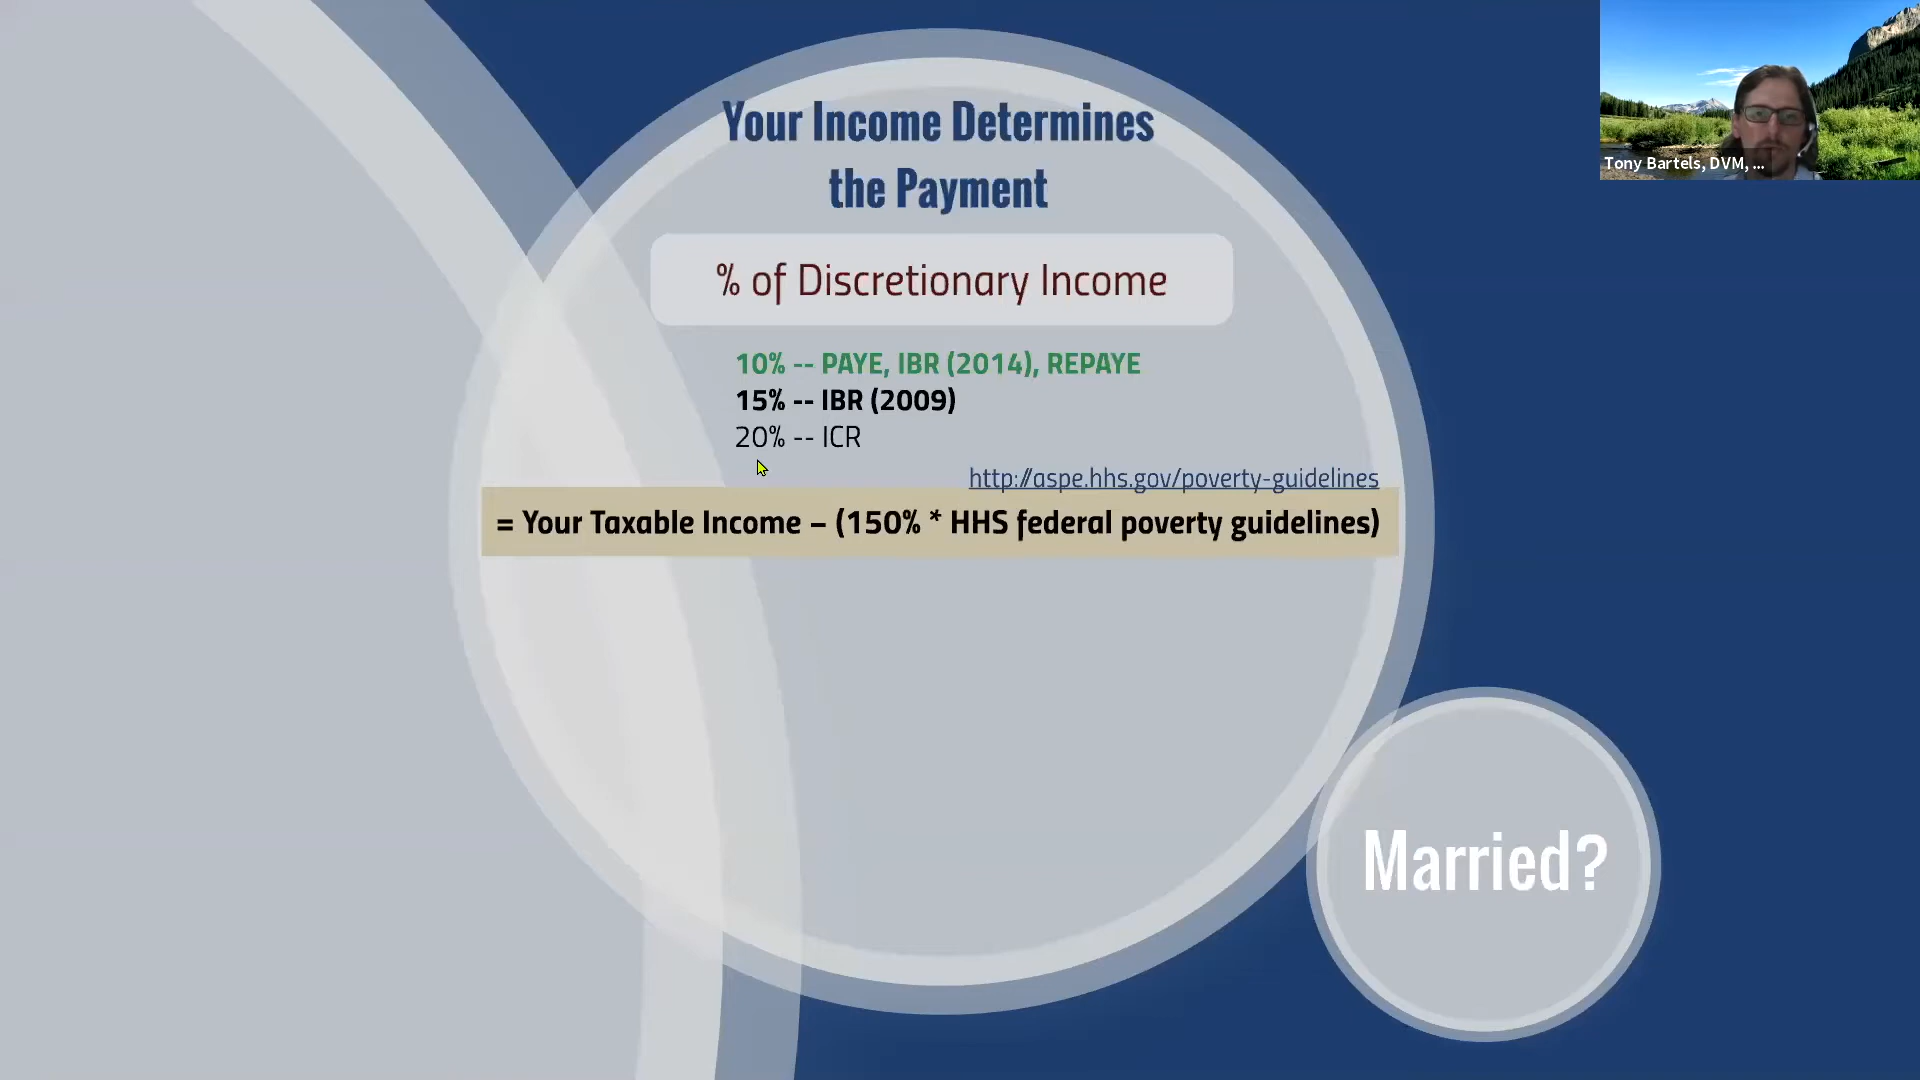 Your Income Determines
the Payment
% of Discretionary Income
10% -- PAYE, IBR (2014), REPAYE
15% -- IBR (2009)
20% -- ICR
http://aspe.hhs.gov/poverty-guidelines
= Your Taxable Income – (150% * HHS federal poverty guidelines)
Married?
Tony Bartels, DVM, ...